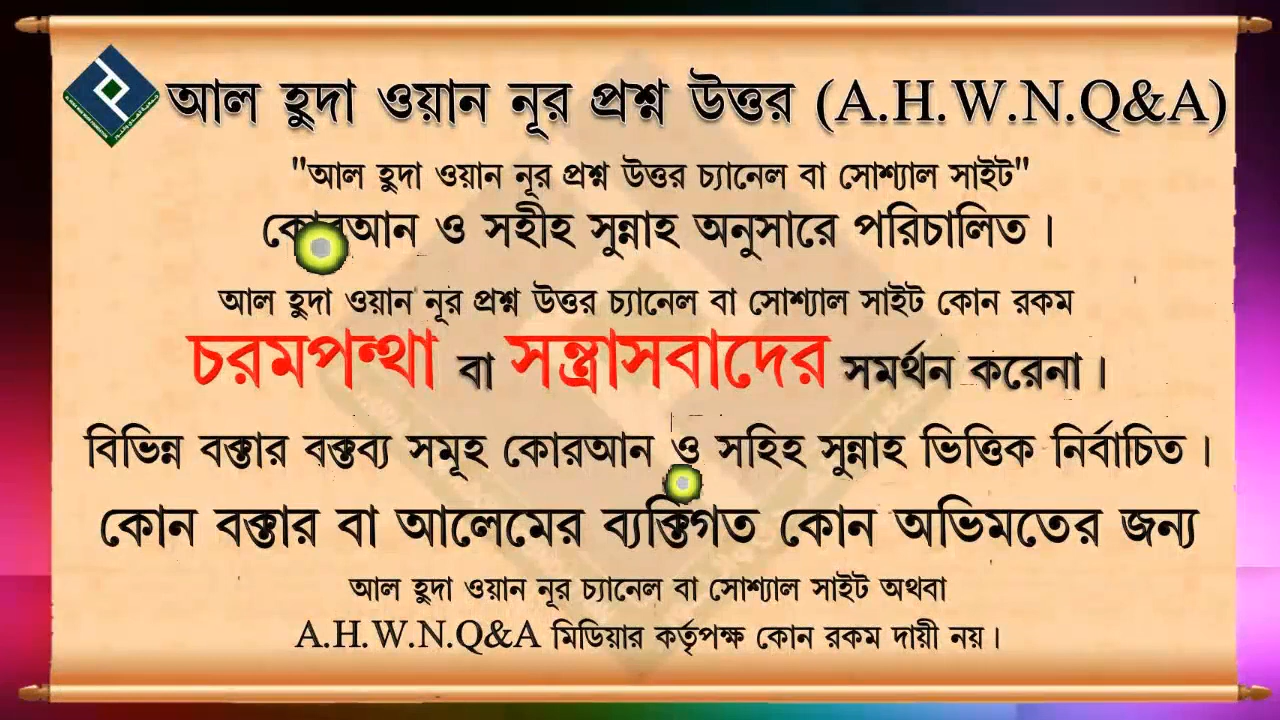 আল হুদা ওয়ান নূর প্রশ্ন উত্তর (A.H.W.N.Q&A)
"আল হুদা ওয়ান নূর প্রশ্ন উত্তর চ্যানেল বা সোশ্যাল সাইট"
কোরআন ও সহীহ সুন্নাহ অনুসারে পরিচালিত।
আল হুদা ওয়ান নূর প্রশ্ন উত্তর চ্যানেল বা সোশ্যাল সাইট কোন রকম
চরমপন্থা বা সন্ত্রাসবাদের সমর্থন করেনা।
বিভিন্ন বক্তার বক্তব্য সমূহ কোরআন ও সহিহ সুন্নাহ ভিত্তিক নির্বাচিত।
কোন বক্তার বা আলেমের ব্যক্তিগত কোন অভিমতের জন্য
আল হুদা ওয়ান নূর চ্যানেল বা সোশ্যাল সাইট অথবা
A.H.W.N.Q&A মিডিয়ার কর্তৃপক্ষ কোন রকম দায়ী নয়।